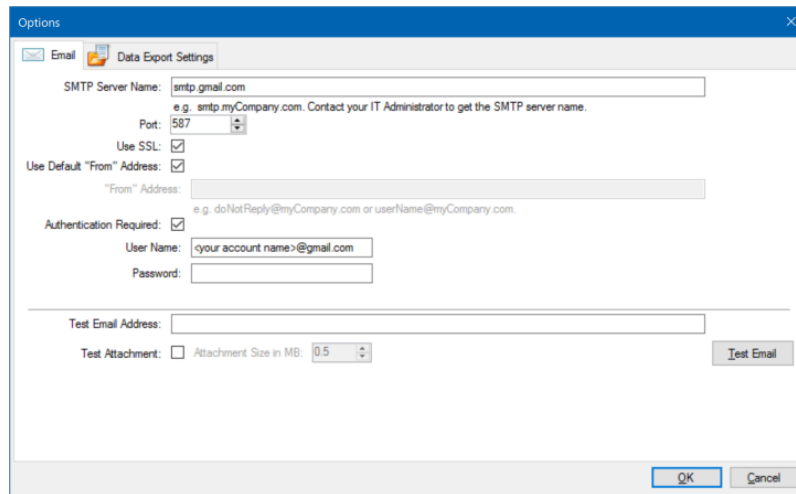 Options
Email Data Export Settings
SMTP Server Name: smtp.gmail.com
e.g. smtp.myCompany.com. Contact your IT Administrator to get the SMTP server name.
Port: 587
Use SSL:
Use Default "From" Address:
"From" Address:
e.g. doNotReply@myCompany.com or userName@myCompany.com.
Authentication Required:
User Name: <your account name>@gmail.com
Password:
Test Email Address:
Test Attachment: Attachment Size in MB: 0.5 Test Email
OK Cancel